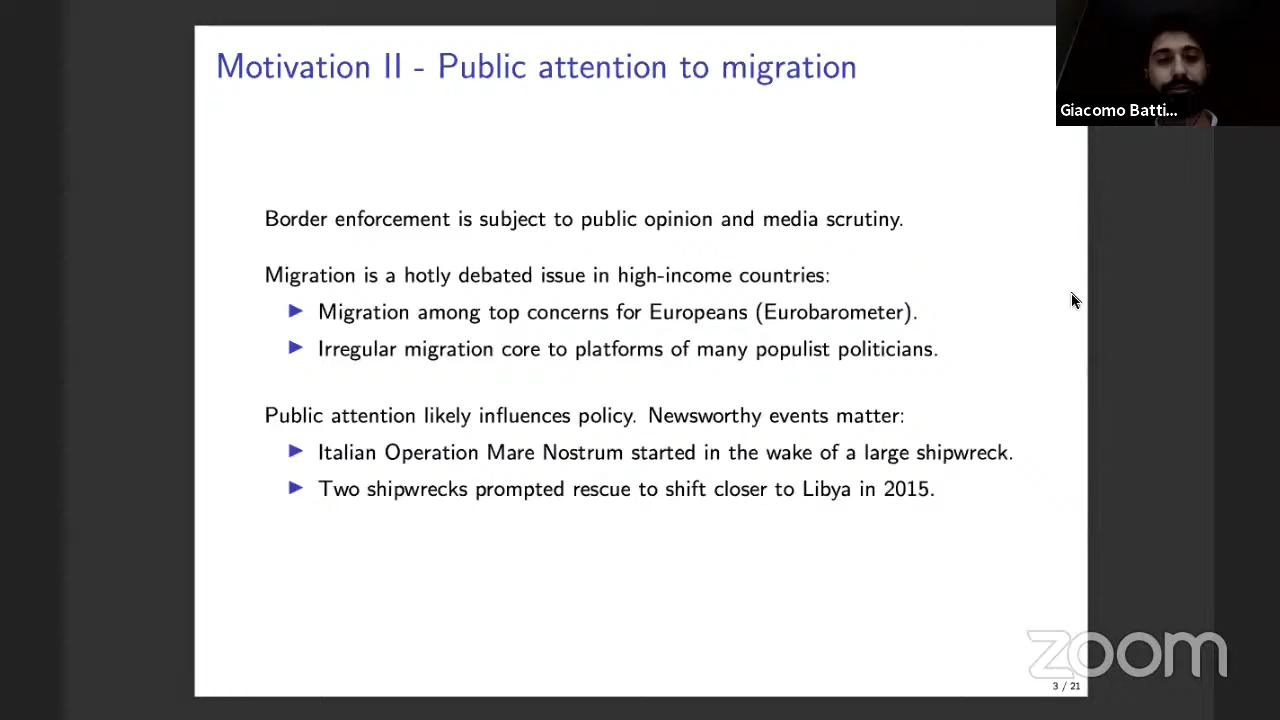 Motivation II - Public attention to migration
Giacomo Batti...
Border enforcement is subject to public opinion and media scrutiny.
Migration is a hotly debated issue in high-income countries:
▶ Migration among top concerns for Europeans (Eurobarometer).
▶ Irregular migration core to platforms of many populist politicians.
Public attention likely influences policy. Newsworthy events matter:
▶ Italian Operation Mare Nostrum started in the wake of a large shipwreck.
▶ Two shipwrecks prompted rescue to shift closer to Libya in 2015.
zoom
3 / 21